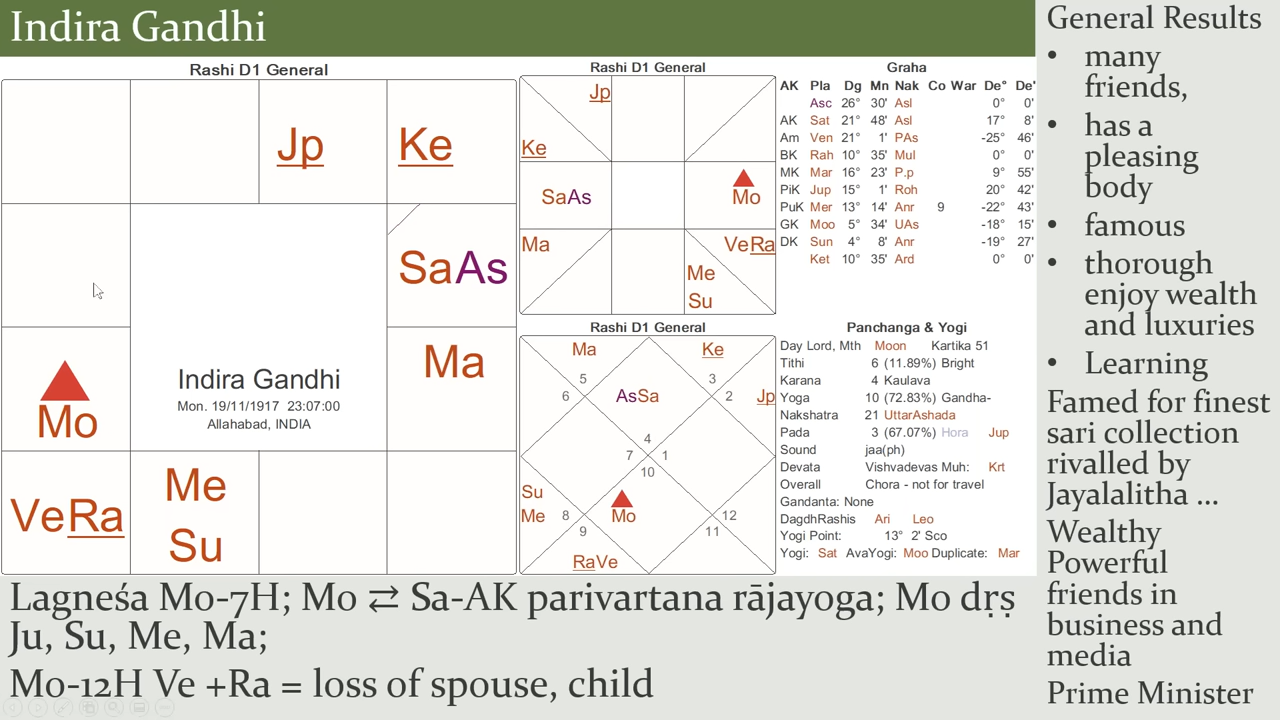 Indira Gandhi
Rashi D1 General
Jp
Ke
SaAs
Mo
Ma
VeRa
Me
Su
Indira Gandhi
Mon. 19/11/1917 23:07:00
Allahabad, INDIA
Rashi D1 General
Jp
Ke
SaAs
Mo
Ma
VeRa
Me
Su
Rashi D1 General
Ma
Ke
5
3
6
AsSa
2
Jp
4
7
1
10
Su
Me
8
Mo
12
9
11
RaVe
Graha
AK Pla Dg Mn Nak Co War De° De'
Asc 26° 30' Asl 0° 0'
AK Sat 21° 48' Asl 17° 8'
Am Ven 21° 1' PAs -25° 46'
BK Rah 10° 35' Mul 0° 0'
MK Mar 16° 23' P.p 9° 55'
PiK Jup 15° 1' Roh 20° 42'
PuK Mer 13° 14' Anr 9 -22° 43'
GK Moo 5° 34' UAs -18° 15'
DK Sun 4° 8' Anr -19° 27'
Ket 10° 35' Ard 0° 0'
Panchanga & Yogi
Day Lord, Mth Moon Kartika 51
Tithi 6 (11.89%) Bright
Karana 4 Kaulava
Yoga 10 (72.83%) Gandha-
Nakshatra 21 UttarAshada
Pada 3 (67.07%) Hora Jup
Sound jaa(ph)
Devata Vishvadevas Muh: Krt
Overall Chora - not for travel
Gandanta: None
DagdhRashis Ari Leo
Yogi Point: 13° 2' Sco
Yogi: Sat AvaYogi: Moo Duplicate: Mar
Lagneśa Mo-7H; Mo ⇄ Sa-AK parivartana rājayoga; Mo dṛṣ
Ju, Su, Me, Ma;
Mo-12H Ve +Ra = loss of spouse, child
General Results
• many
friends,
• has a
pleasing
body
• famous
• thorough
enjoy wealth
and luxuries
• Learning
Famed for finest
sari collection
rivalled by
Jayalalitha ...
Wealthy
Powerful
friends in
business and
media
Prime Minister